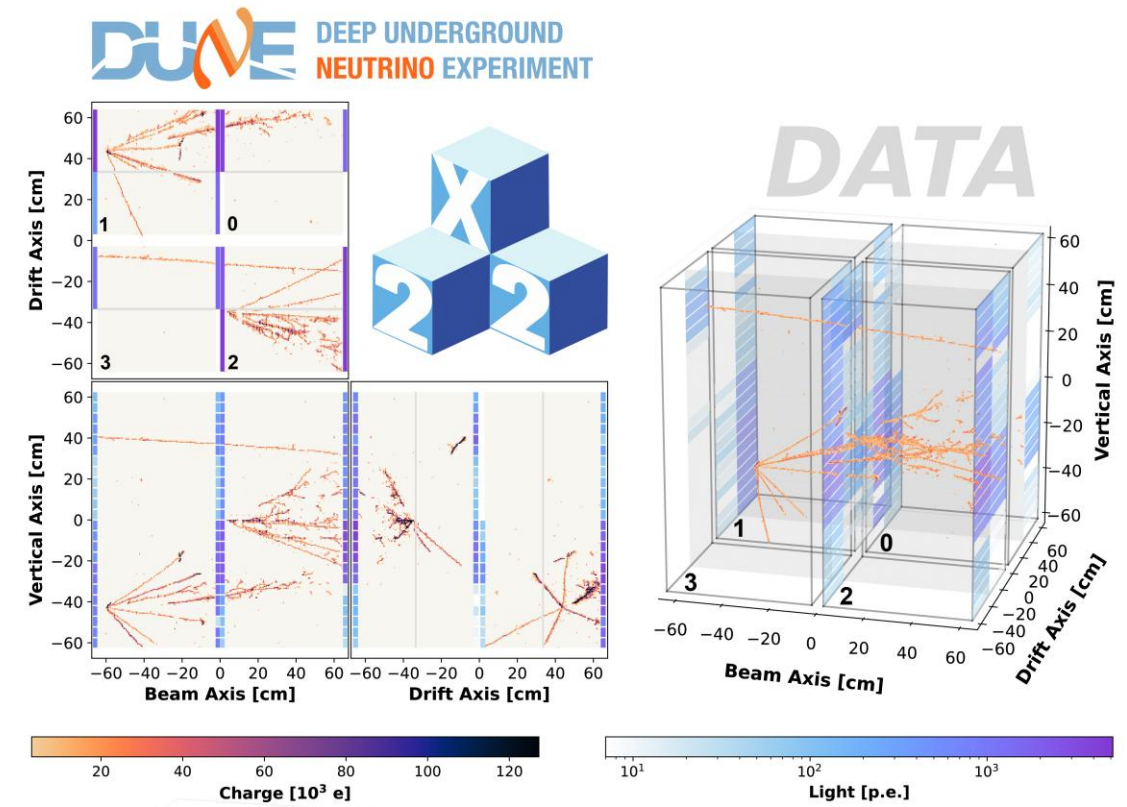 DUNE DEEP UNDERGROUND
NEUTRINO EXPERIMENT
60
40
20
0
−20
−40
−60
Drift Axis [cm]
1
0
3
2
X
2
2
DATA
60
40
20
0
−20
−40
−60
Vertical Axis [cm]
−60 −40 −20 0 20 40 60
Beam Axis [cm]
−60 −40 −20 0 20 40 60
Drift Axis [cm]
60
40
20
0
−20
−40
−60
Vertical Axis [cm]
1
0
3
2
60
40
20
0
−20
−40
−60
Drift Axis [cm]
−60 −40 −20 0 20 40 60
Beam Axis [cm]
20 40 60 80 100 120
Charge [10³ e]
10¹ 10² 10³
Light [p.e.]